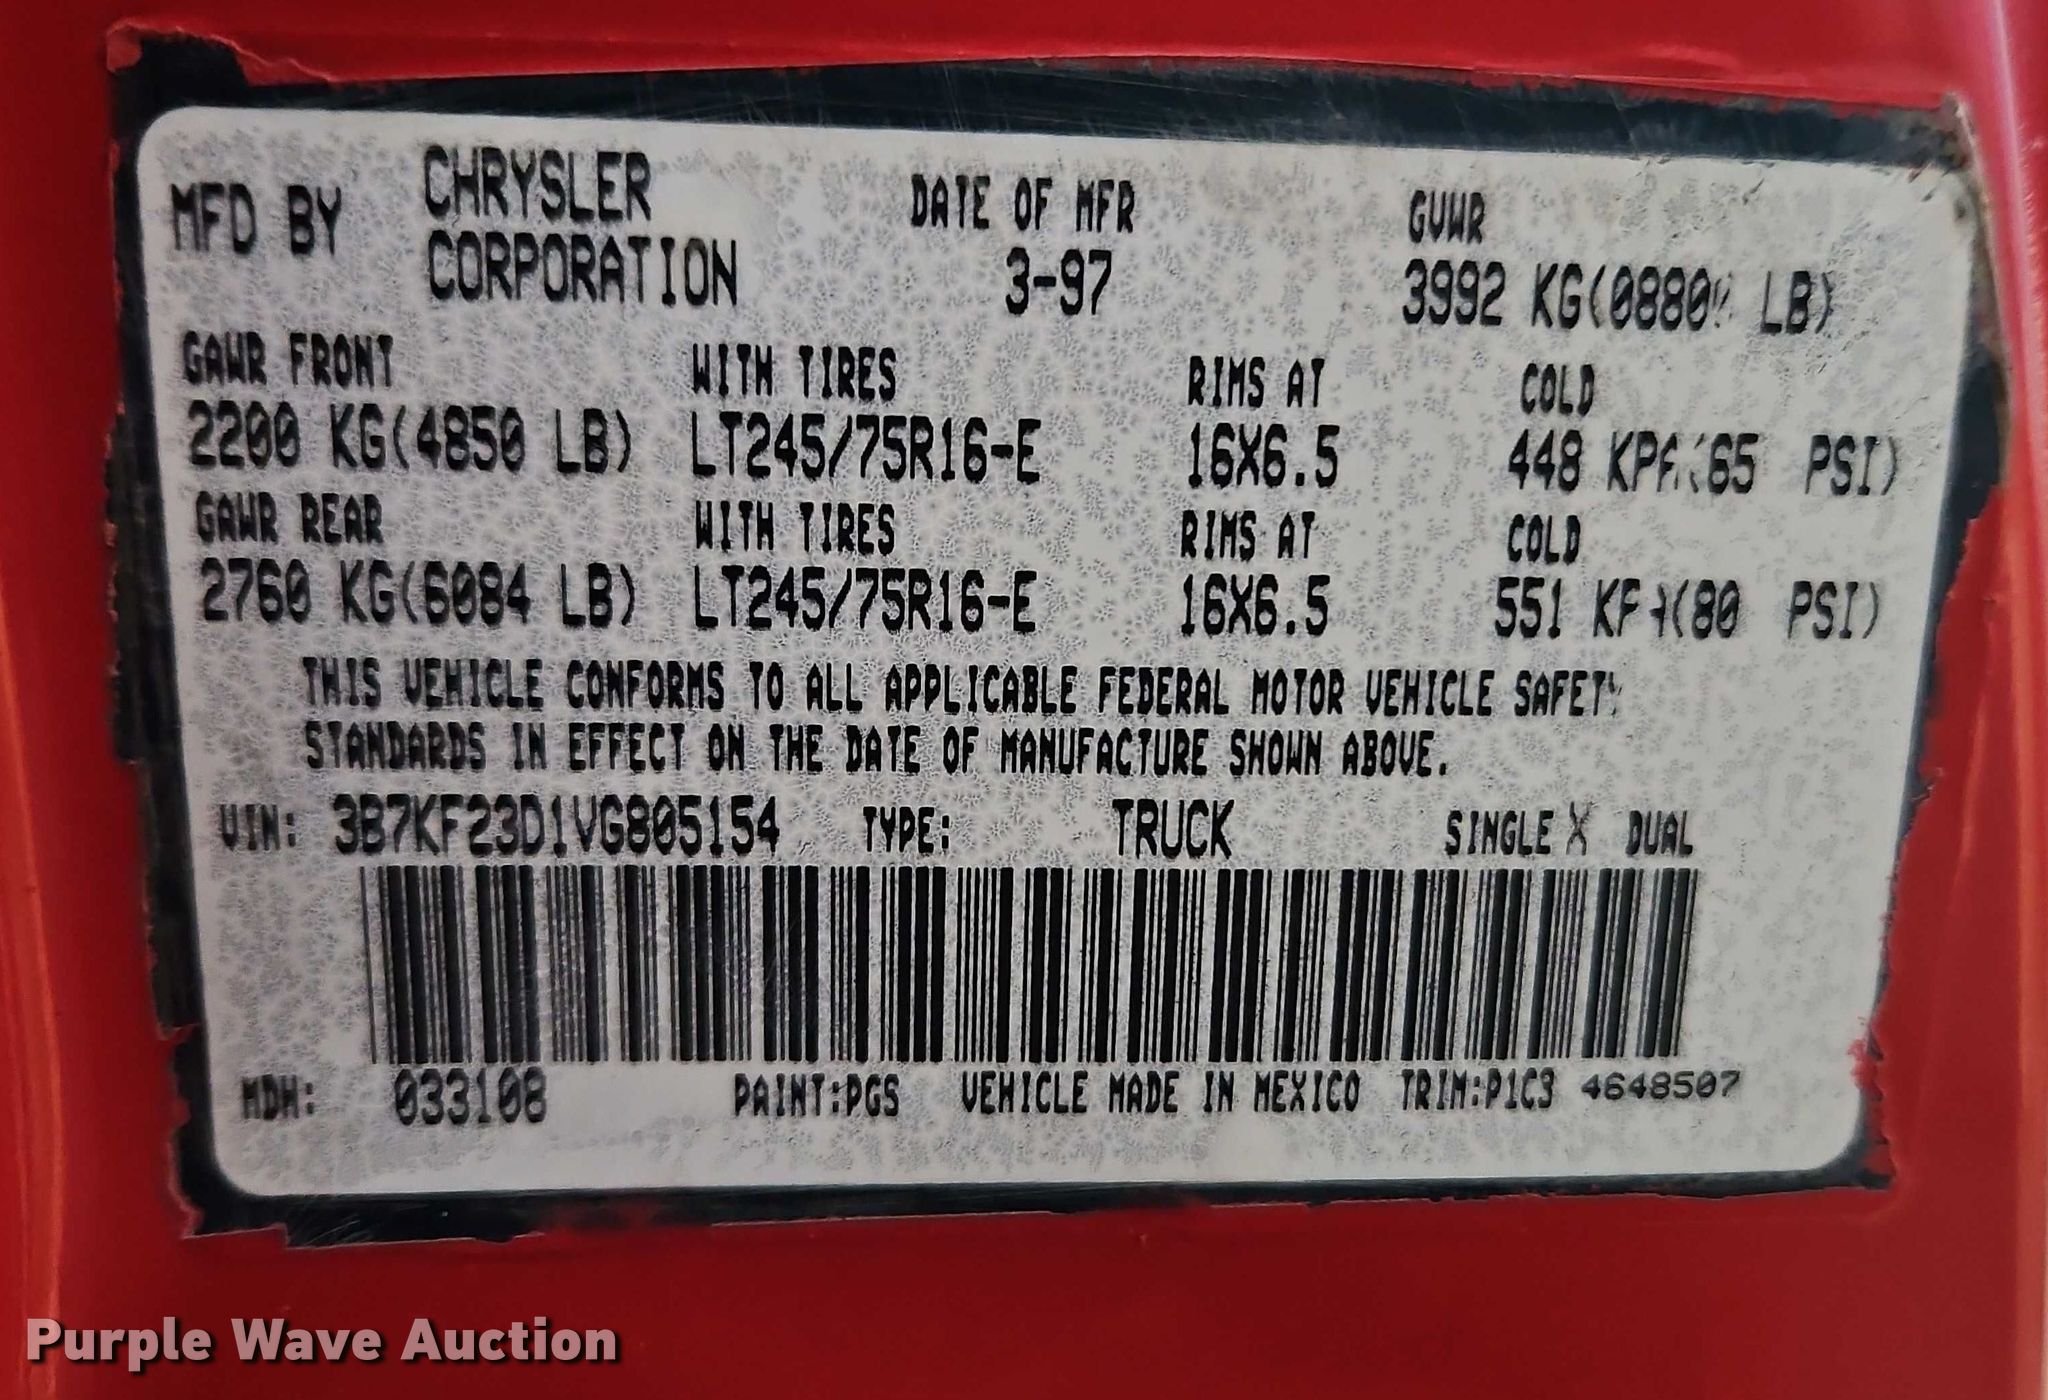 MFD BY CHRYSLER CORPORATION DATE OF MFR 3-97 GVWR
3992 KG( LB)
GAWR FRONT WITH TIRES RIMS AT COLD
2200 KG(4850 LB) LT245/75R16-E 16X6.5 448 KPA(65 PSI)
GAWR REAR WITH TIRES RIMS AT COLD
2760 KG(6084 LB) LT245/75R16-E 16X6.5 551 KPA(80 PSI)
THIS VEHICLE CONFORMS TO ALL APPLICABLE FEDERAL MOTOR VEHICLE SAFETY
STANDARDS IN EFFECT ON THE DATE OF MANUFACTURE SHOWN ABOVE.
VIN: 3B7KF23D1VG805154 TYPE: TRUCK SINGLE X DUAL
MDH: 033108 PAINT:PGS VEHICLE MADE IN MEXICO TRIM:P1C3 4648507
Purple Wave Auction